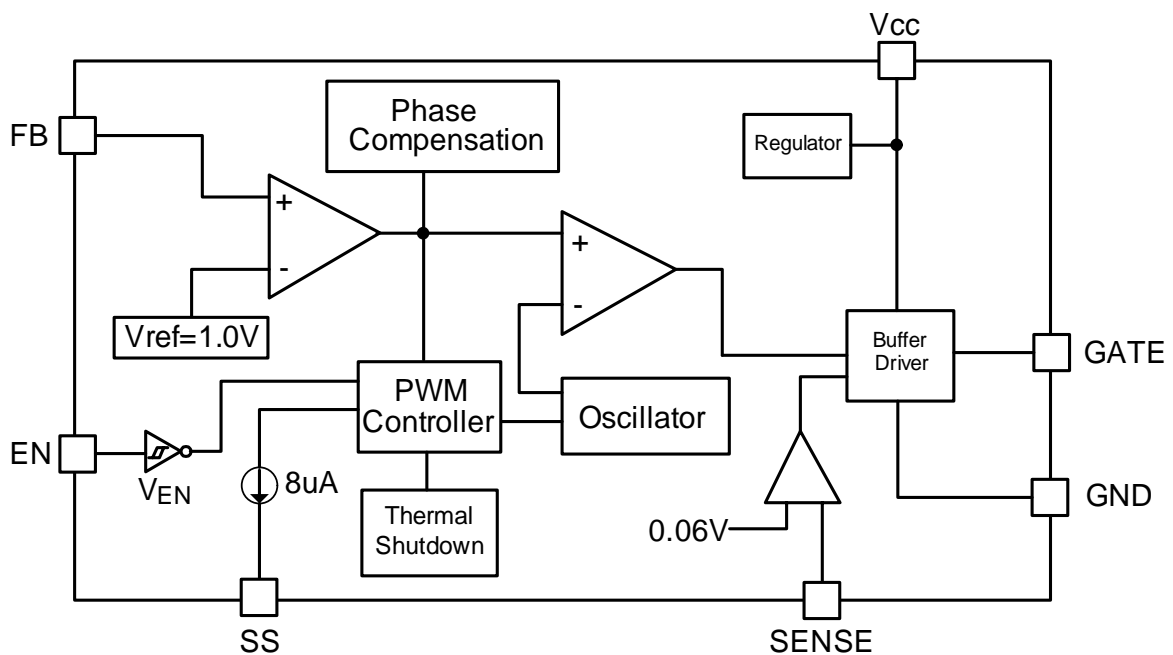 Vcc
FB
Phase
Compensation
Regulator
+
-
+
-
Vref=1.0V
Buffer
Driver
GATE
PWM
Controller
Oscillator
EN
VEN
8uA
Thermal
Shutdown
0.06V
GND
SS
SENSE